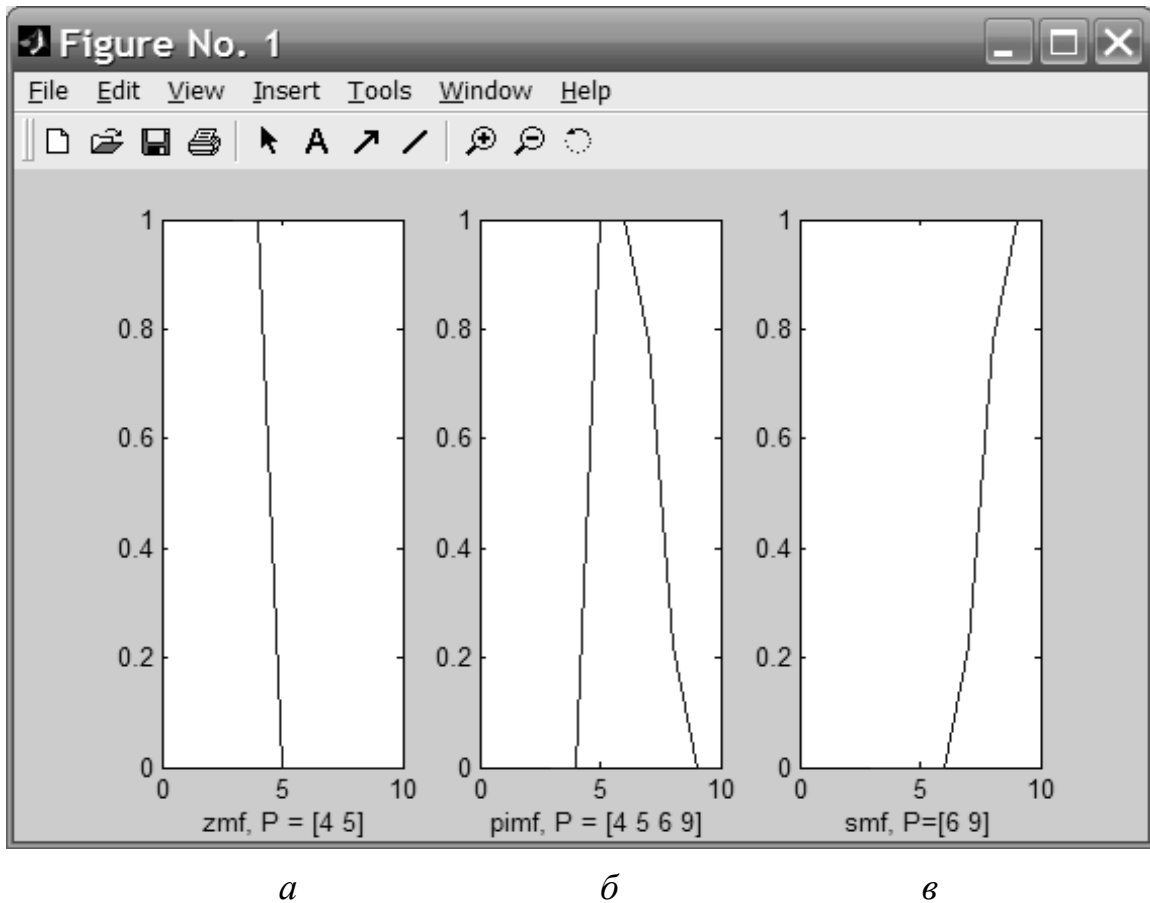 Figure No. 1
File Edit View Insert Tools Window Help
A
1 1 1
0.8 0.8 0.8
0.6 0.6 0.6
0.4 0.4 0.4
0.2 0.2 0.2
0 0 0
0 5 10 0 5 10 0 5 10
zmf, P = [4 5] pimf, P = [4 5 6 9] smf, P=[6 9]
а б в